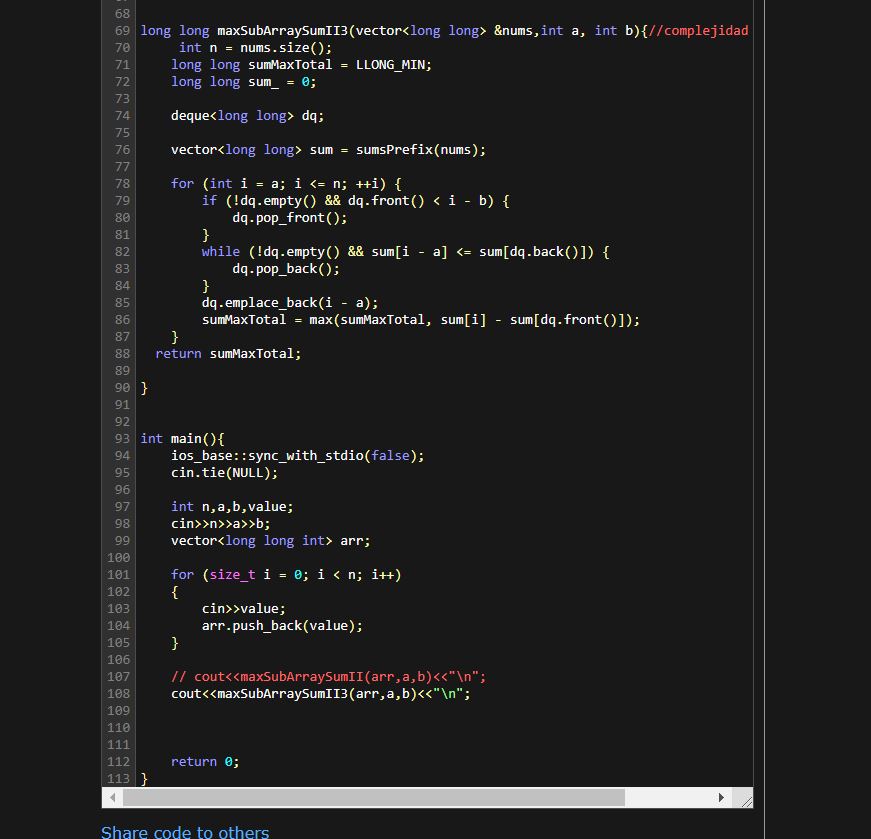 68
69 long long maxSubArraySumII3(vector<long long> &nums,int a, int b){//complejidad
70 int n = nums.size();
71 long long sumMaxTotal = LLONG_MIN;
72 long long sum_ = 0;
73
74 deque<long long> dq;
75
76 vector<long long> sum = sumsPrefix(nums);
77
78 for (int i = a; i <= n; ++i) {
79 if (!dq.empty() && dq.front() < i - b) {
80 dq.pop_front();
81 }
82 while (!dq.empty() && sum[i - a] <= sum[dq.back()]) {
83 dq.pop_back();
84 }
85 dq.emplace_back(i - a);
86 sumMaxTotal = max(sumMaxTotal, sum[i] - sum[dq.front()]);
87 }
88 return sumMaxTotal;
89
90 }
91
92
93 int main(){
94 ios_base::sync_with_stdio(false);
95 cin.tie(NULL);
96
97 int n,a,b,value;
98 cin>>n>>a>>b;
99 vector<long long int> arr;
100
101 for (size_t i = 0; i < n; i++)
102 {
103 cin>>value;
104 arr.push_back(value);
105 }
106
107 // cout<<maxSubArraySumII(arr,a,b)<<"\n";
108 cout<<maxSubArraySumII3(arr,a,b)<<"\n";
109
110
111
112 return 0;
113 }
Share code to others